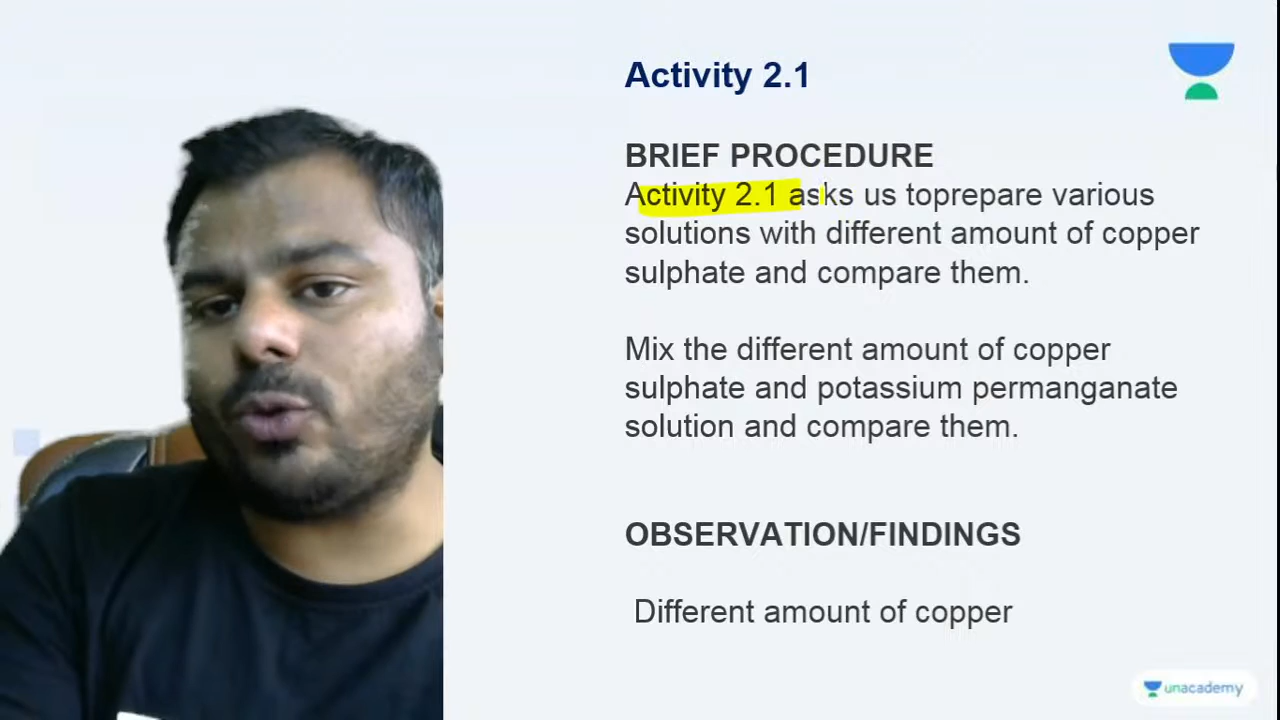 Activity 2.1
BRIEF PROCEDURE
Activity 2.1 asks us toprepare various
solutions with different amount of copper
sulphate and compare them.
Mix the different amount of copper
sulphate and potassium permanganate
solution and compare them.
OBSERVATION/FINDINGS
Different amount of copper
unacademy